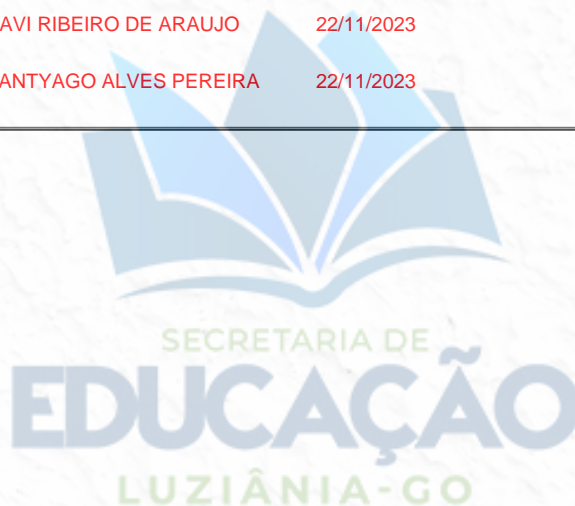 AVI RIBEIRO DE ARAUJO 22/11/2023
ANTYAGO ALVES PEREIRA 22/11/2023
SECRETARIA DE
EDUCAÇÃO
LUZIÂNIA-GO